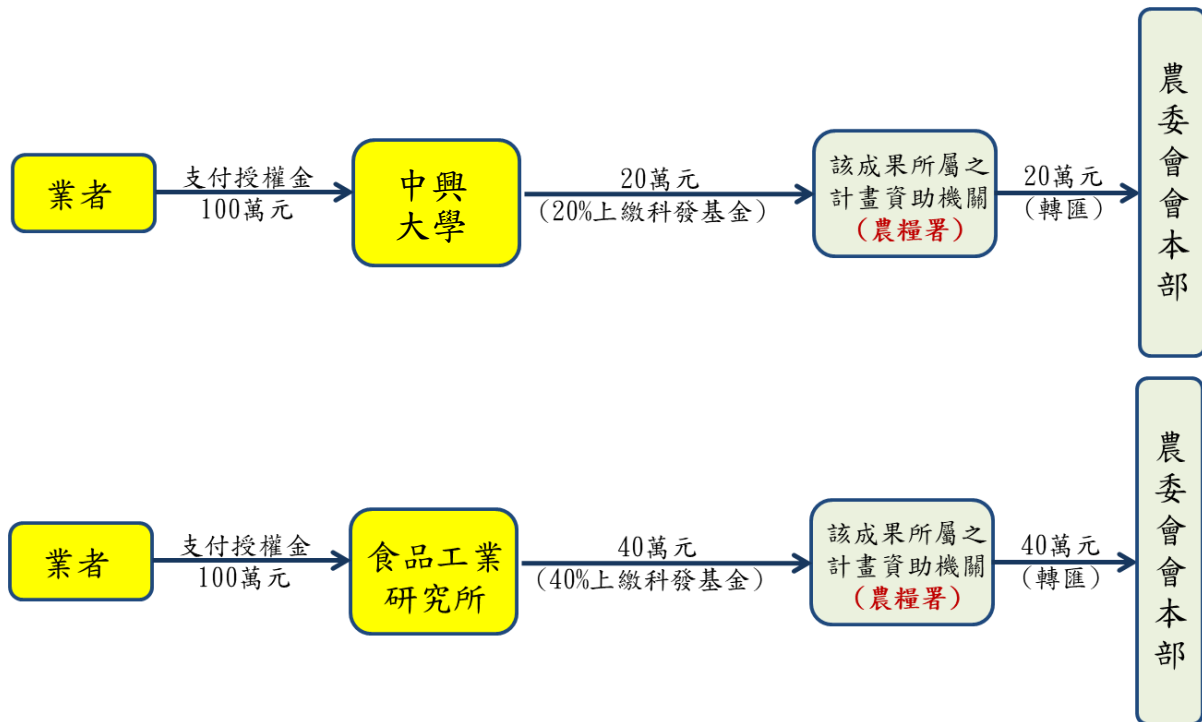 業者
支付授權金
100萬元
中興
大學
20萬元
(20%上繳科發基金)
該成果所屬之
計畫資助機關
(農糧署)
20萬元
(轉匯)
農委會會本部
業者
支付授權金
100萬元
食品工業
研究所
40萬元
(40%上繳科發基金)
該成果所屬之
計畫資助機關
(農糧署)
40萬元
(轉匯)
農委會會本部